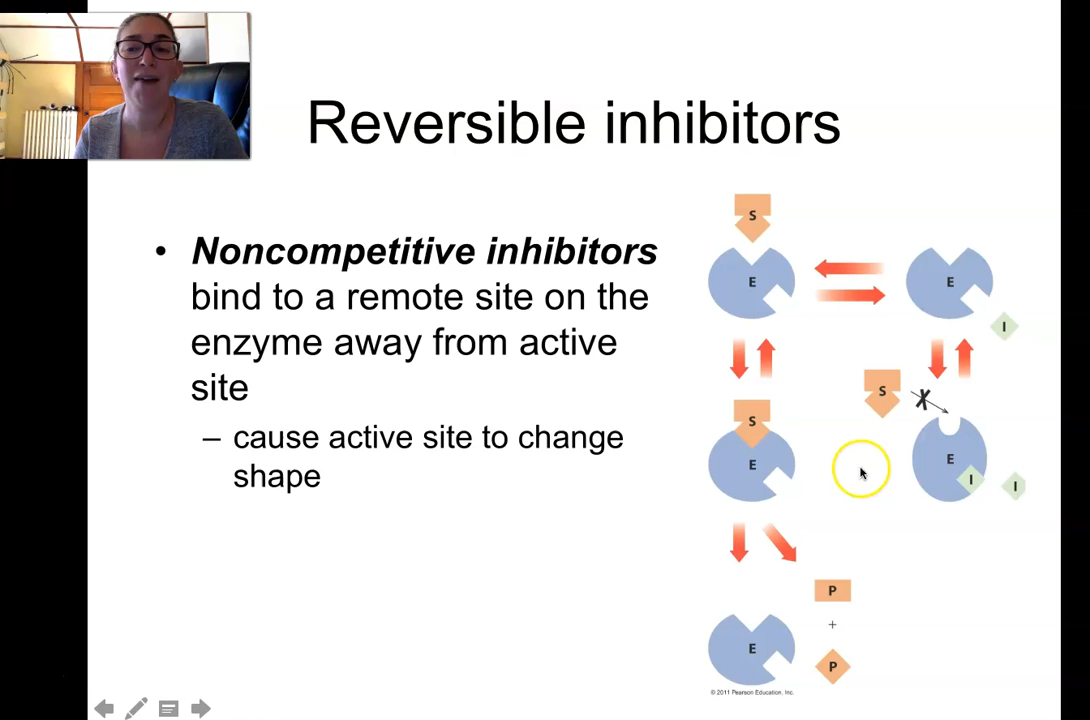 Reversible inhibitors
• Noncompetitive inhibitors
bind to a remote site on the
enzyme away from active
site
– cause active site to change
shape
S
E
E
I
S
X
S
E
E
I
I
P
+
E
P
© 2011 Pearson Education, Inc.